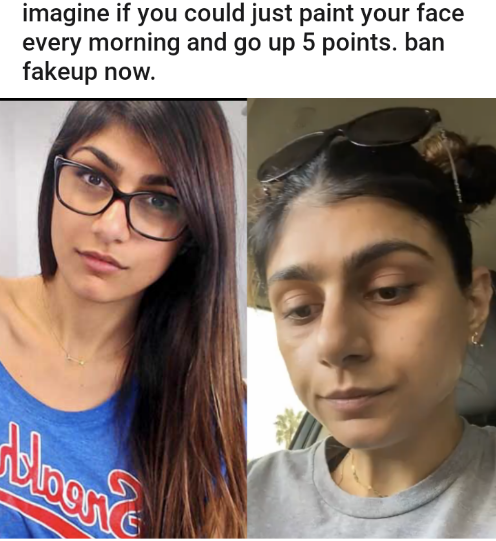 imagine if you could just paint your face
every morning and go up 5 points. ban
fakeup now.